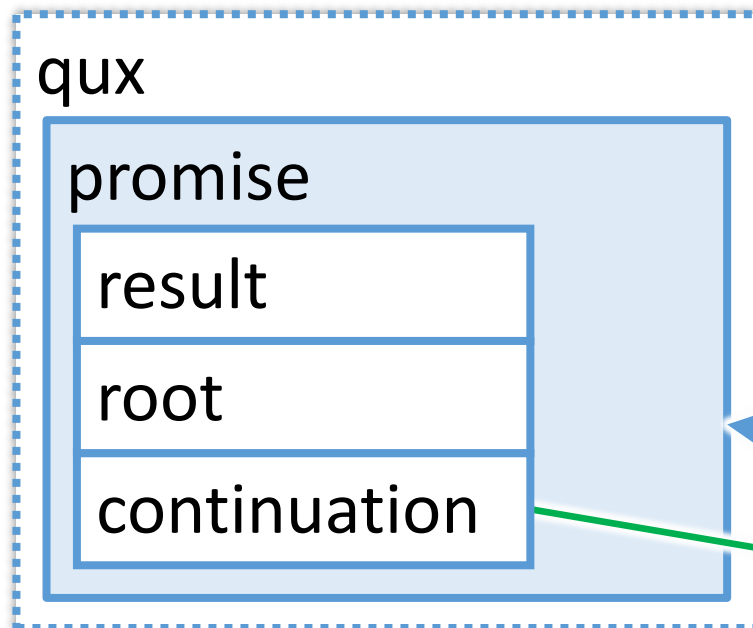 qux
promise
result
root
continuation